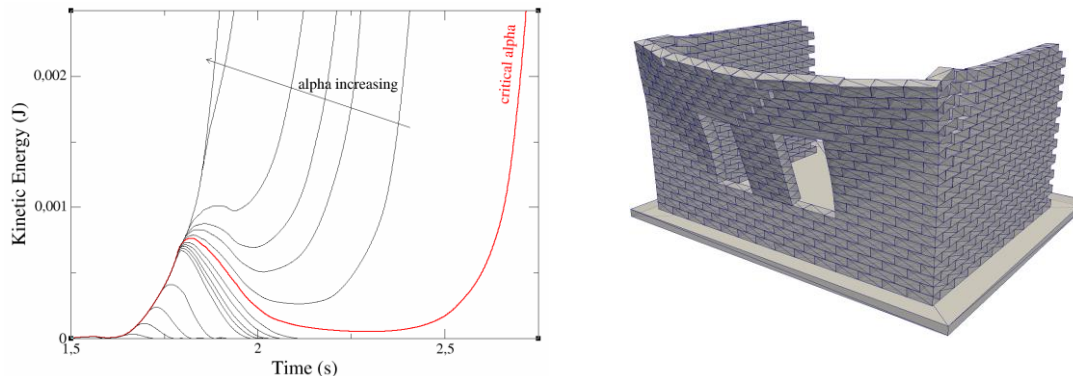 0,002
0,001
0
Kinetic Energy (J)
alpha increasing
critical alpha
1,5
2
2,5
Time (s)